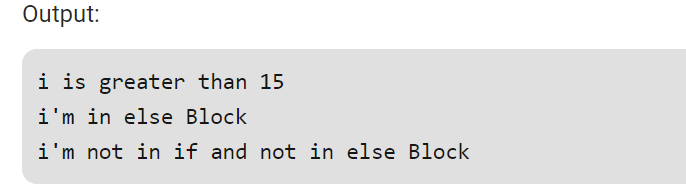 Output:
i is greater than 15
i'm in else Block
i'm not in if and not in else Block